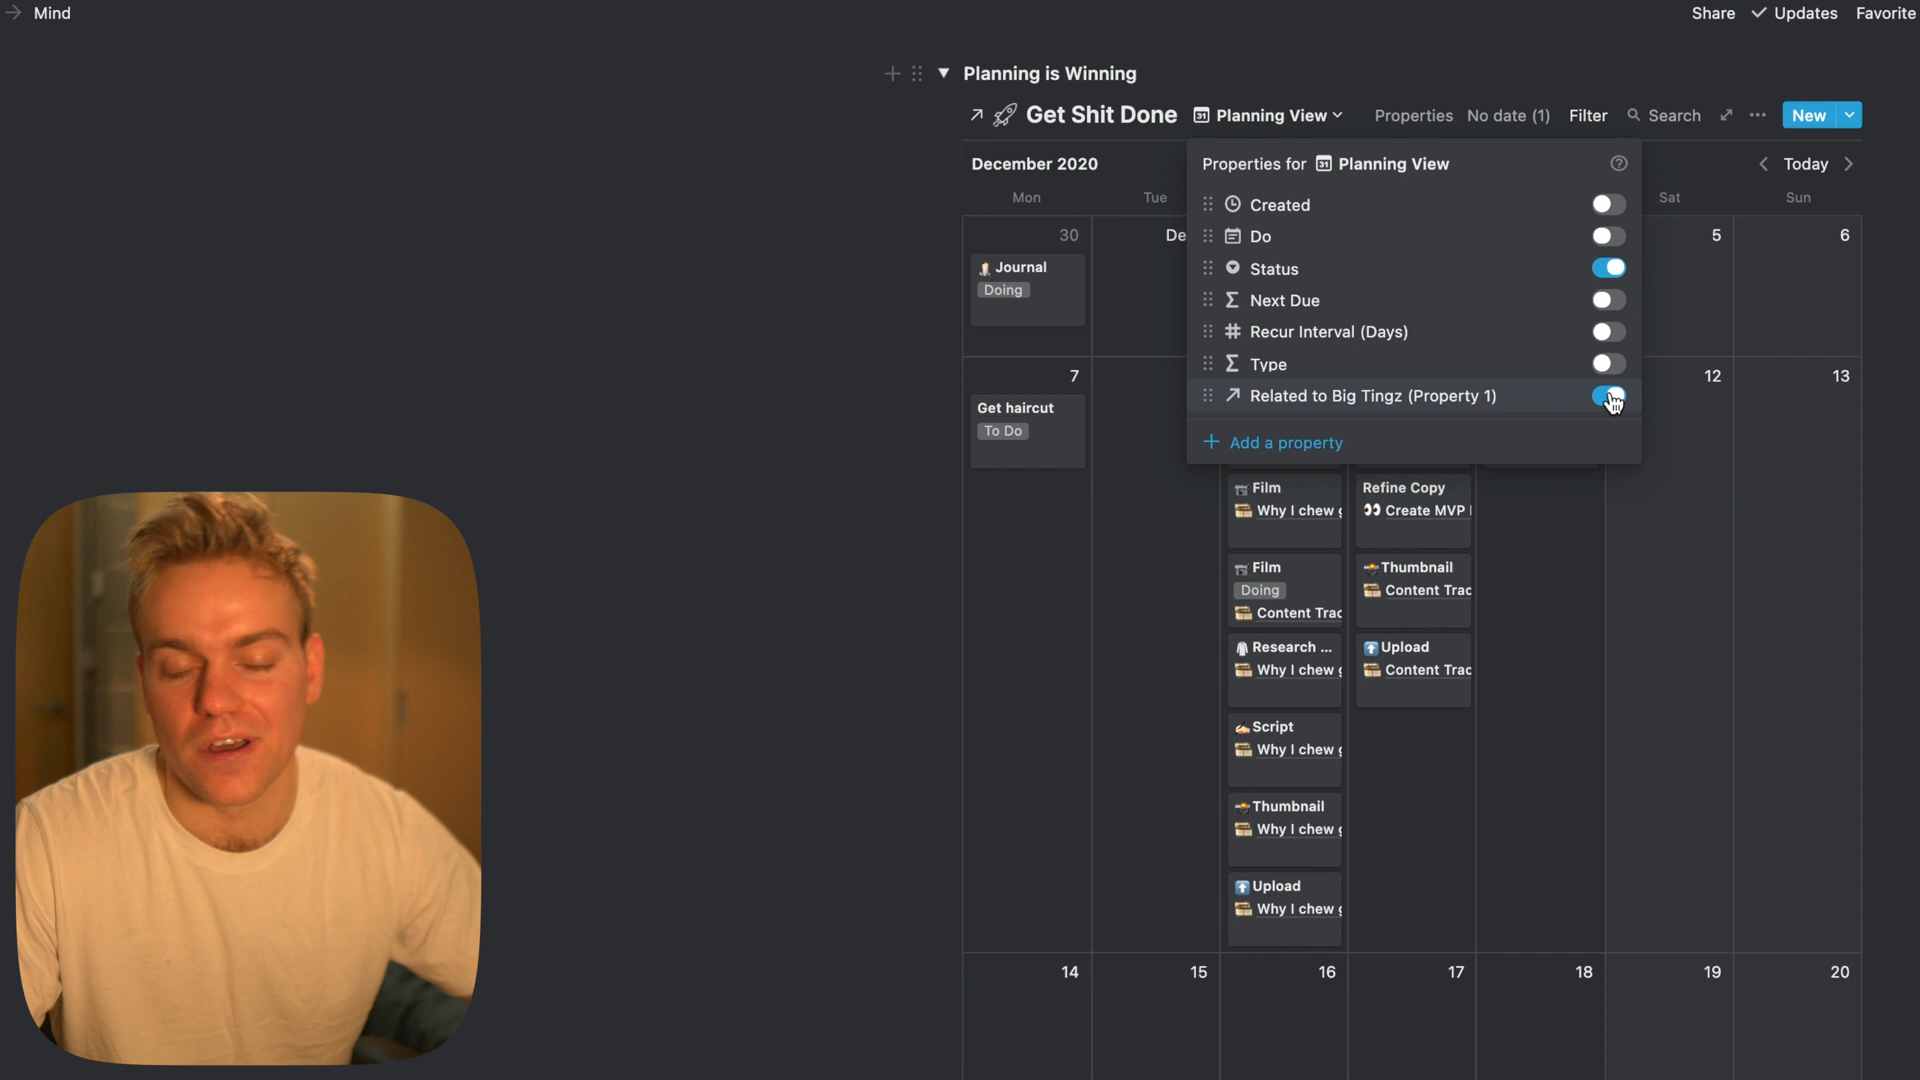 Mind
Share
Updates
Favorite
Planning is Winning
Get Shit Done
31
Planning View
Properties
No date (1)
Filter
Search
New
December 2020
Properties for
31
Planning View
Today
Mon
Tue
Sat
Sun
Created
Do
Status
Next Due
Recur Interval (Days)
Type
Related to Big Tingz (Property 1)
Add a property
30
De
5
6
Journal
Doing
7
12
13
Get haircut
To Do
Film
Why I chew g
Film
Doing
Content Trac
Research ...
Why I chew g
Script
Why I chew g
Thumbnail
Why I chew g
Upload
Why I chew g
Refine Copy
Create MVP
Thumbnail
Content Trac
Upload
Content Trac
14
15
16
17
18
19
20